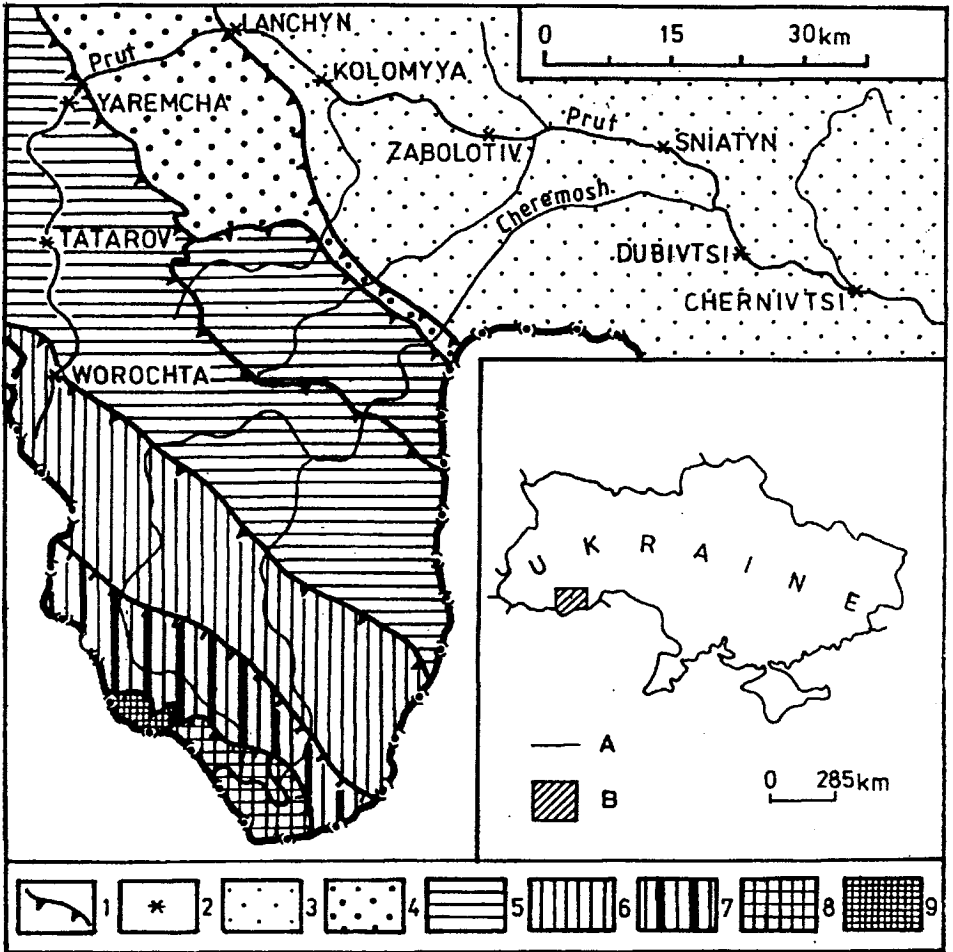 LANCHYN
0 15 30km
Prut
KOLOMYYA
YAREMCHA
Prut
ZABOLOTIV
SNIATYN
Cheremosh.
TATAROV
DUBIVTSI
CHERNIVTSI
WOROCHTA
UKRAINE
A
0 285km
B
1 2 3 4 5 6 7 8 9